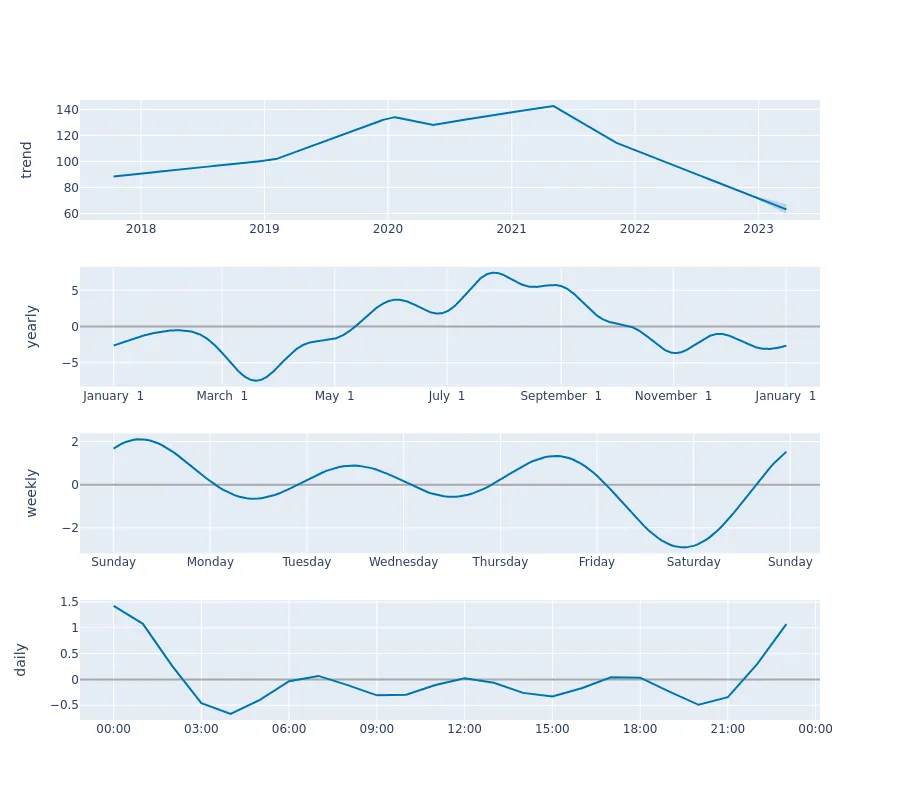 trend
140
120
100
80
60
2018 2019 2020 2021 2022 2023
yearly
5
0
−5
January 1 March 1 May 1 July 1 September 1 November 1 January 1
weekly
2
0
−2
Sunday Monday Tuesday Wednesday Thursday Friday Saturday Sunday
daily
1.5
1
0.5
0
−0.5
00:00 03:00 06:00 09:00 12:00 15:00 18:00 21:00 00:00